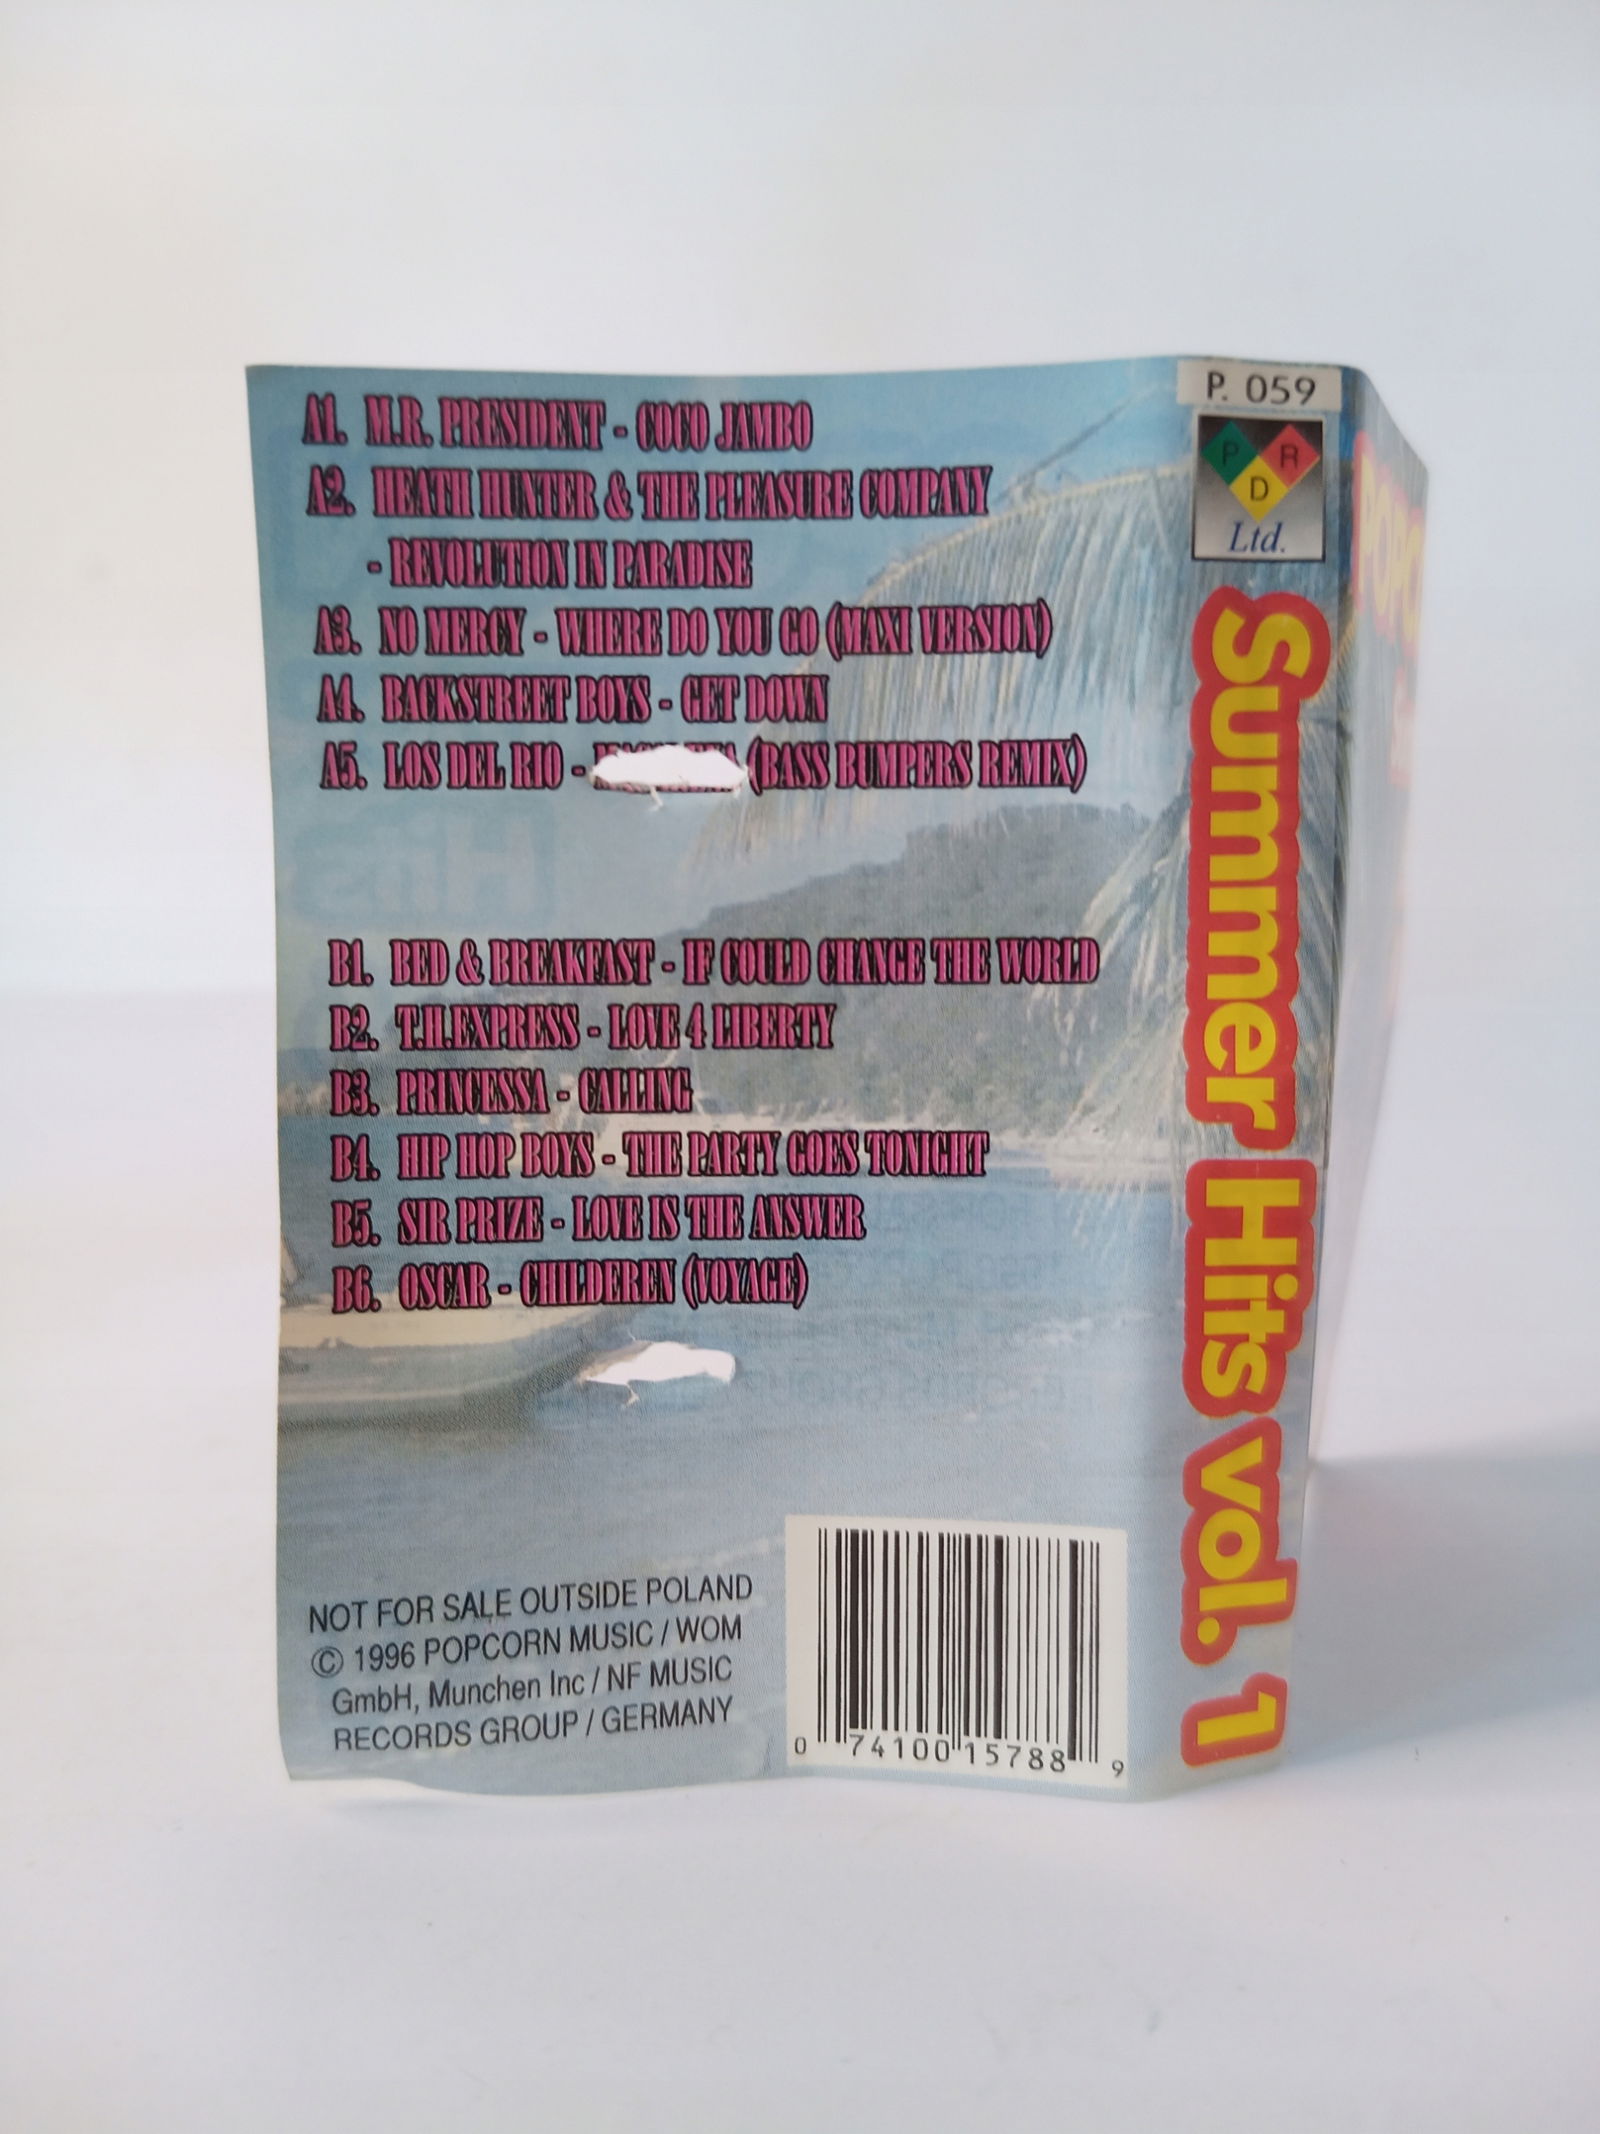 A1. M.R. PRESIDENT - COCO JAMBO
A2. HEATH HUNTER & THE PLEASURE COMPANY
- REVOLUTION IN PARADISE
A3. NO MERCY - WHERE DO YOU GO (MAXI VERSION)
A4. BACKSTREET BOYS - GET DOWN
A5. LOS DEL RIO - (BASS BUMPERS REMIX)
B1. BED & BREAKFAST - IF COULD CHANGE THE WORLD
B2. T.H.EXPRESS - LOVE 4 LIBERTY
B3. PRINCESSA - CALLING
B4. HIP HOP BOYS - THE PARTY GOES TONIGHT
B5. SIR PRIZE - LOVE IS THE ANSWER
B6. OSCAR - CHILDEREN (VOYAGE)
NOT FOR SALE OUTSIDE POLAND
© 1996 POPCORN MUSIC / WOM
GmbH, Munchen Inc / NF MUSIC
RECORDS GROUP / GERMANY
0 74100 15788 9
P. 059
P R
D
Ltd.
Summer Hits vol. 1